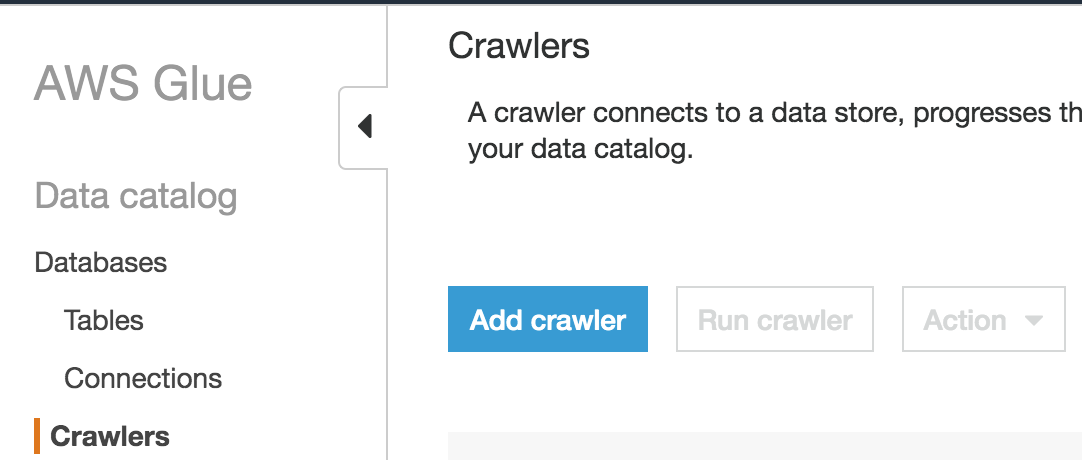 AWS Glue
Data catalog
Databases
Tables
Connections
Crawlers
Crawlers
A crawler connects to a data store, progresses
your data catalog.
Add crawler
Run crawler
Action